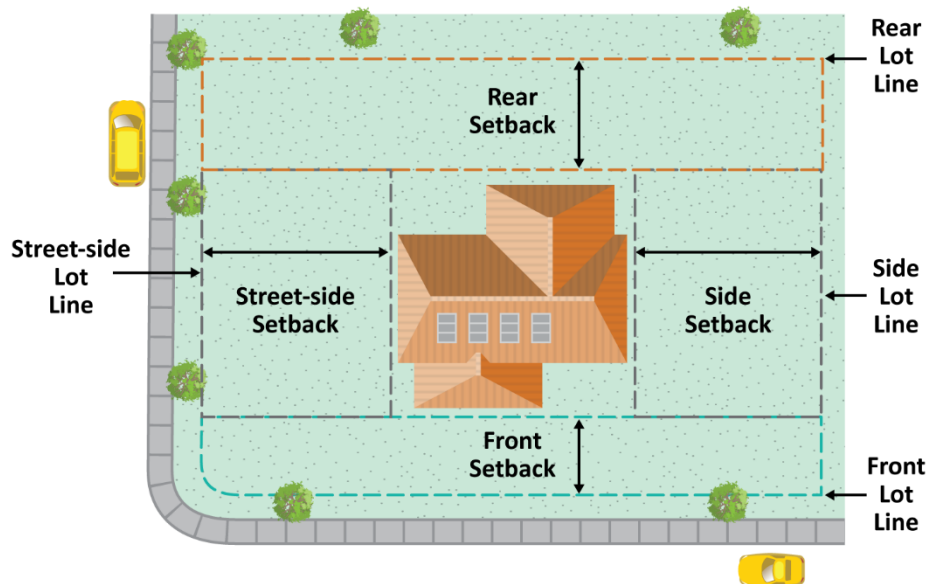 Rear
Lot
Line
Rear
Setback
Street-side
Lot
Line
Street-side
Setback
Side
Setback
Side
Lot
Line
Front
Setback
Front
Lot
Line